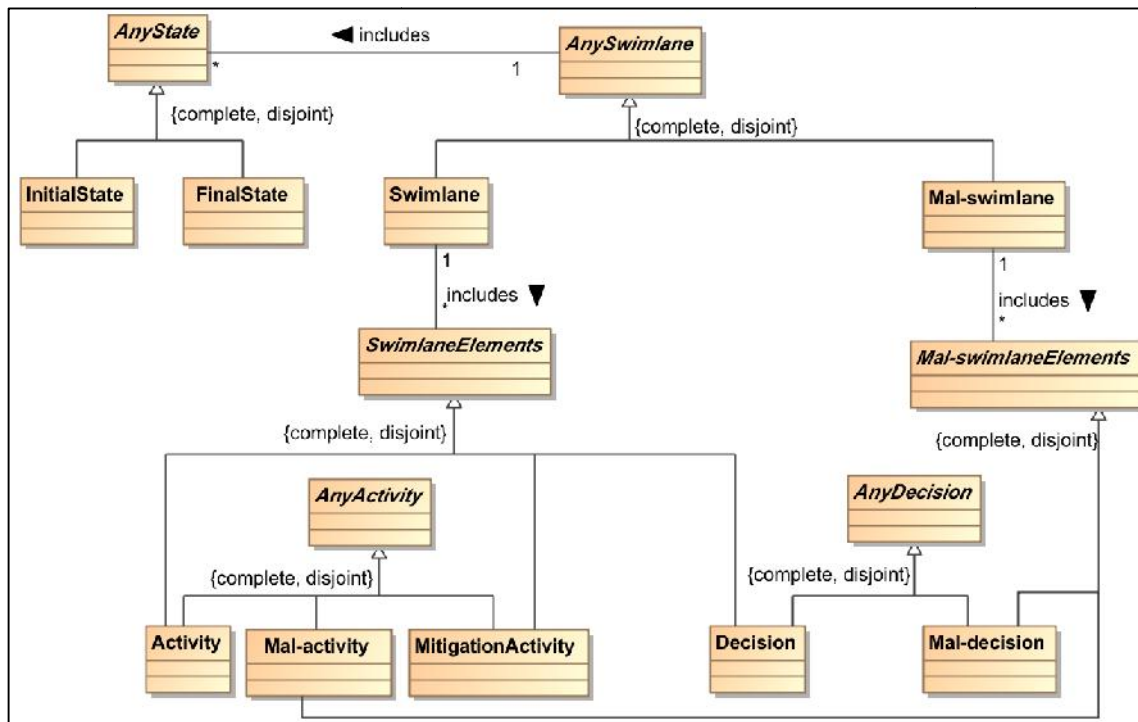 AnyState
◄ includes
AnySwimlane
*
1
{complete, disjoint}
{complete, disjoint}
InitialState
FinalState
Swimlane
Mal-swimlane
1
1
includes ▼
includes ▼
*
*
SwimlaneElements
Mal-swimlaneElements
{complete, disjoint}
{complete, disjoint}
AnyActivity
AnyDecision
{complete, disjoint}
{complete, disjoint}
Activity
Mal-activity
MitigationActivity
Decision
Mal-decision